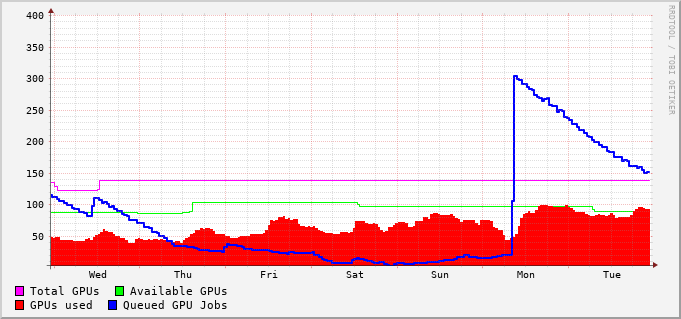 400
350
300
250
200
150
100
50
Wed Thu Fri Sat Sun Mon Tue
Total GPUs Available GPUs
GPUs used Queued GPU Jobs
RRDTOOL / TOBI OETIKER